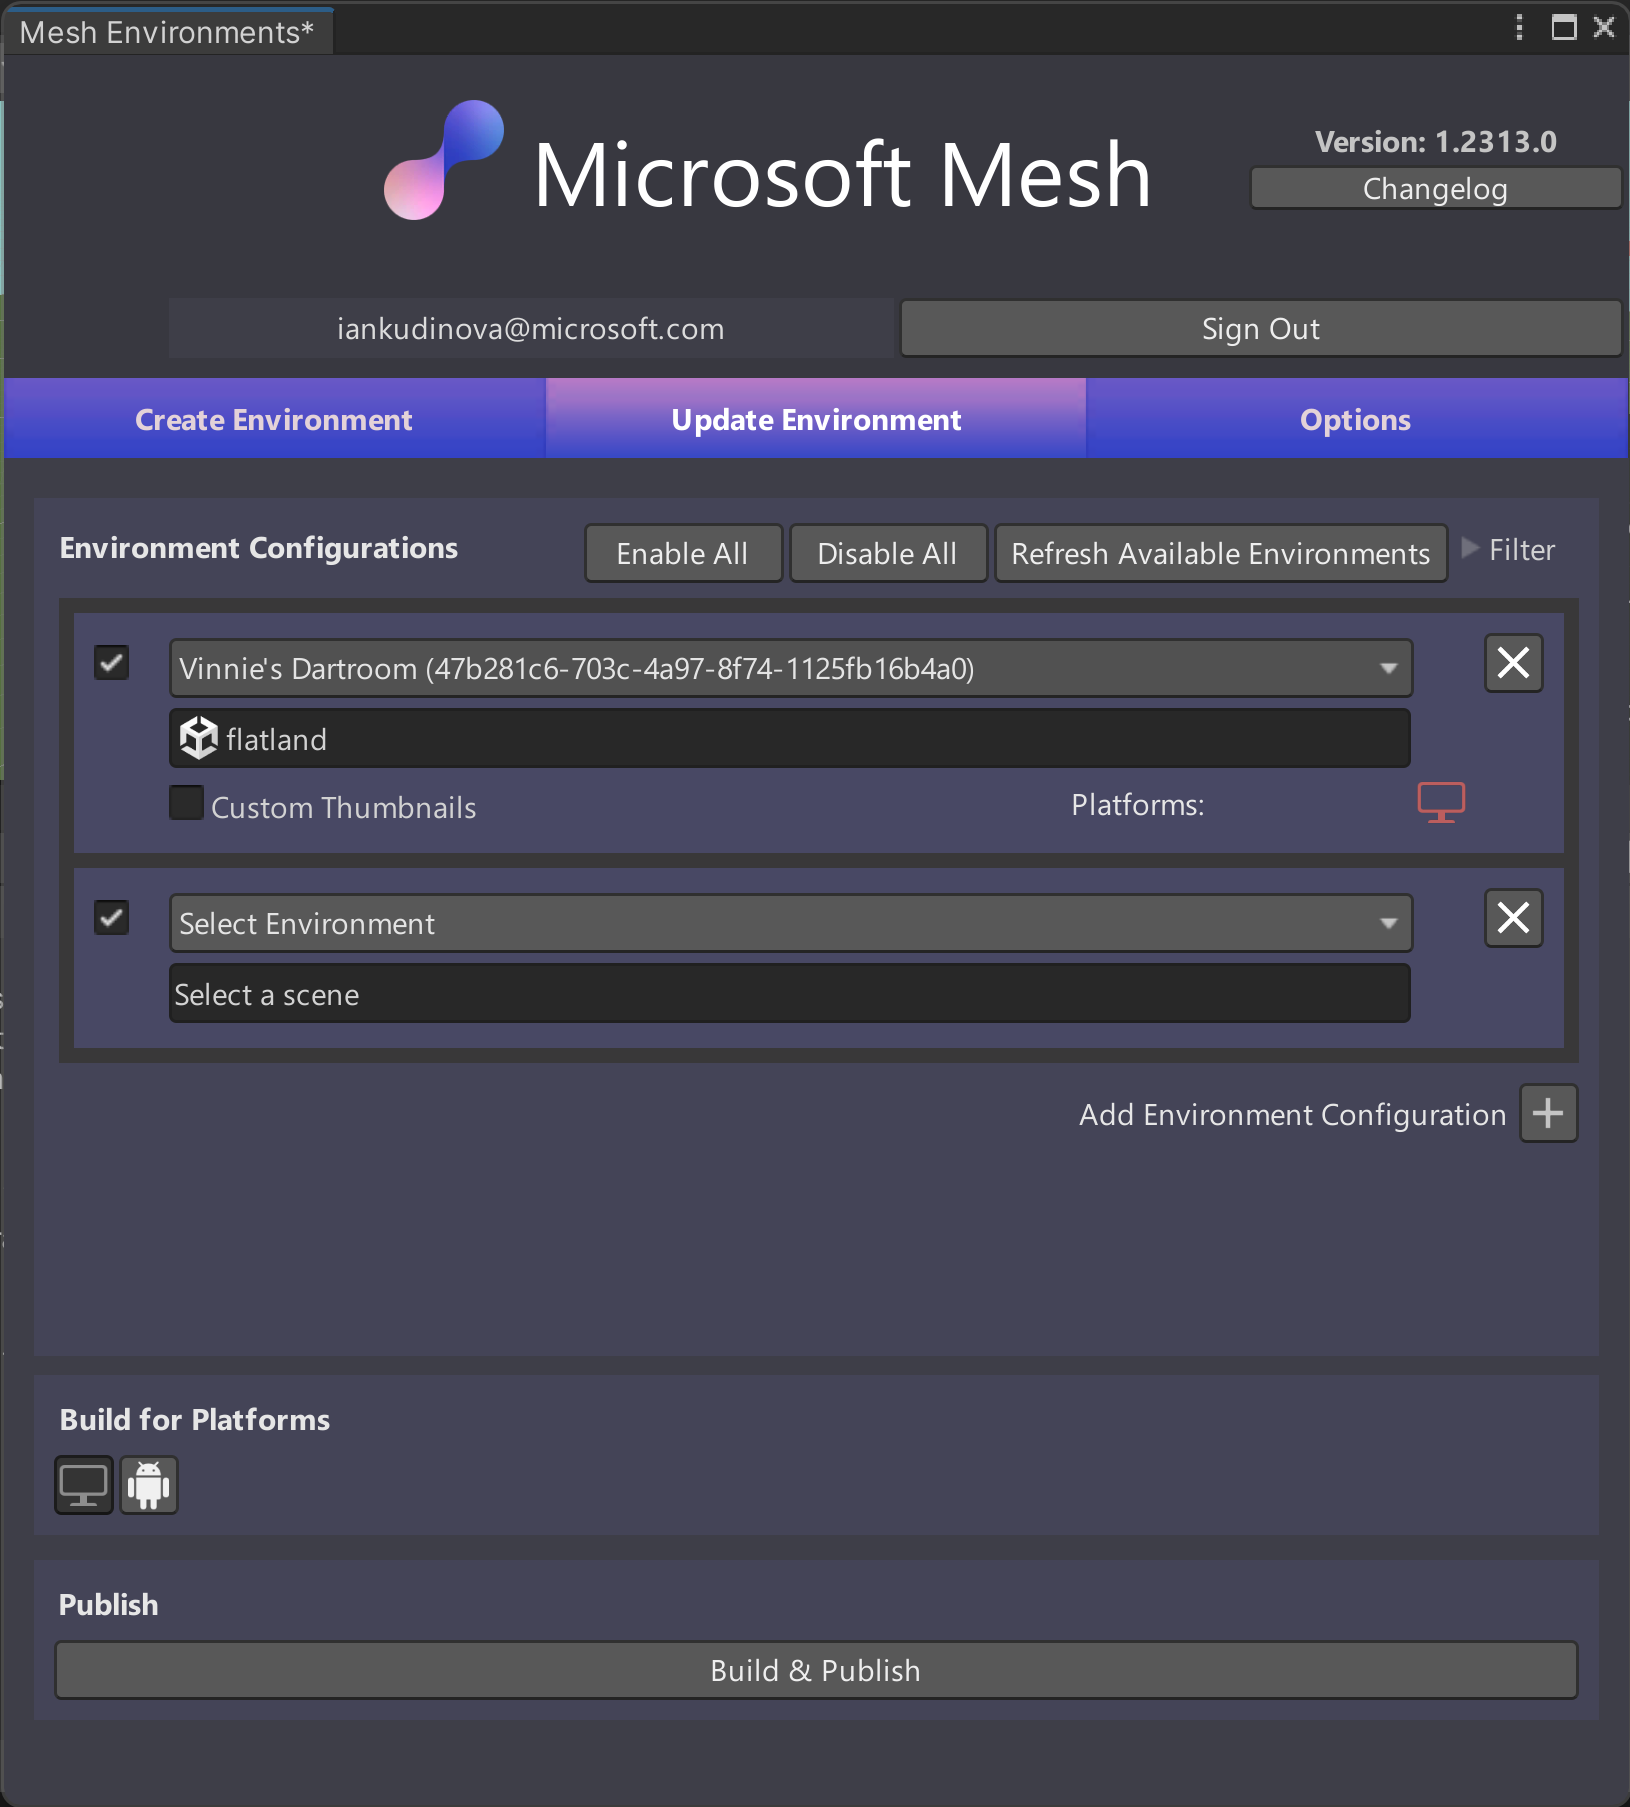 Mesh Environments*
Microsoft Mesh
Version: 1.2313.0
Changelog
iankudinova@microsoft.com
Sign Out
Create Environment
Update Environment
Options
Environment Configurations
Enable All
Disable All
Refresh Available Environments
Filter
Vinnie's Dartroom (47b281c6-703c-4a97-8f74-1125fb16b4a0)
flatland
Custom Thumbnails
Platforms:
Select Environment
Select a scene
Add Environment Configuration
Build for Platforms
Publish
Build & Publish